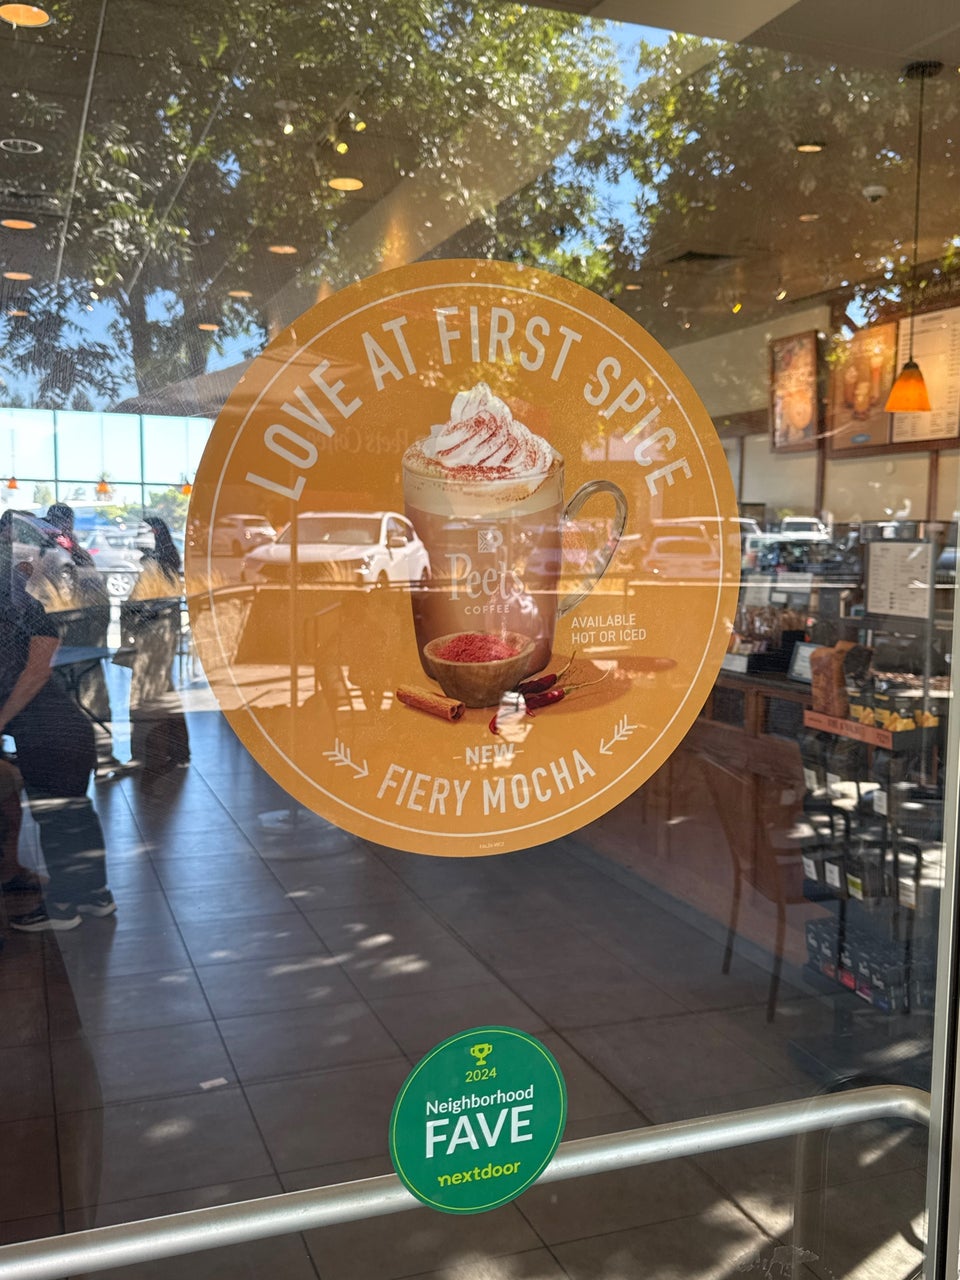 LOVE AT FIRST SPICE
Peet's
COFFEE
AVAILABLE
HOT OR ICED
NEW
FIERY MOCHA
2024
Neighborhood
FAVE
nextdoor